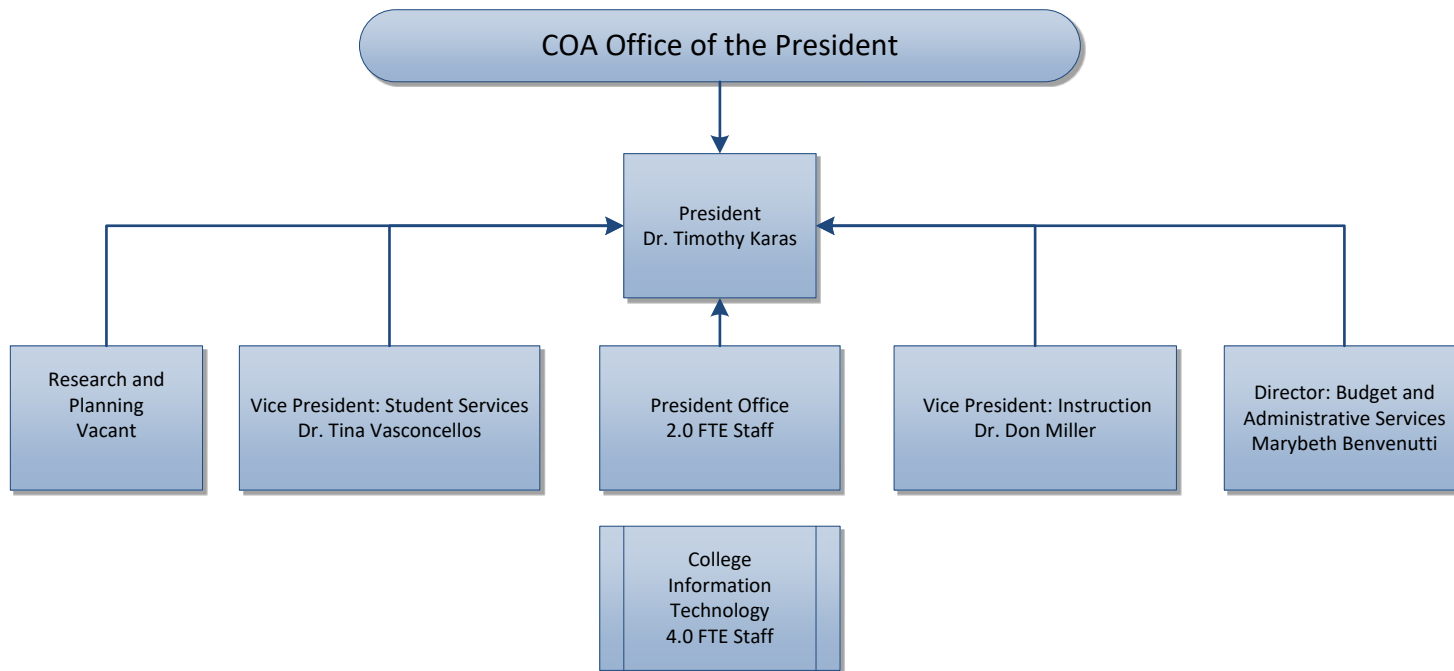 COA Office of the President
President
Dr. Timothy Karas
Research and
Planning
Vacant
Vice President: Student Services
Dr. Tina Vasconcellos
President Office
2.0 FTE Staff
Vice President: Instruction
Dr. Don Miller
Director: Budget and
Administrative Services
Marybeth Benvenutti
College
Information
Technology
4.0 FTE Staff